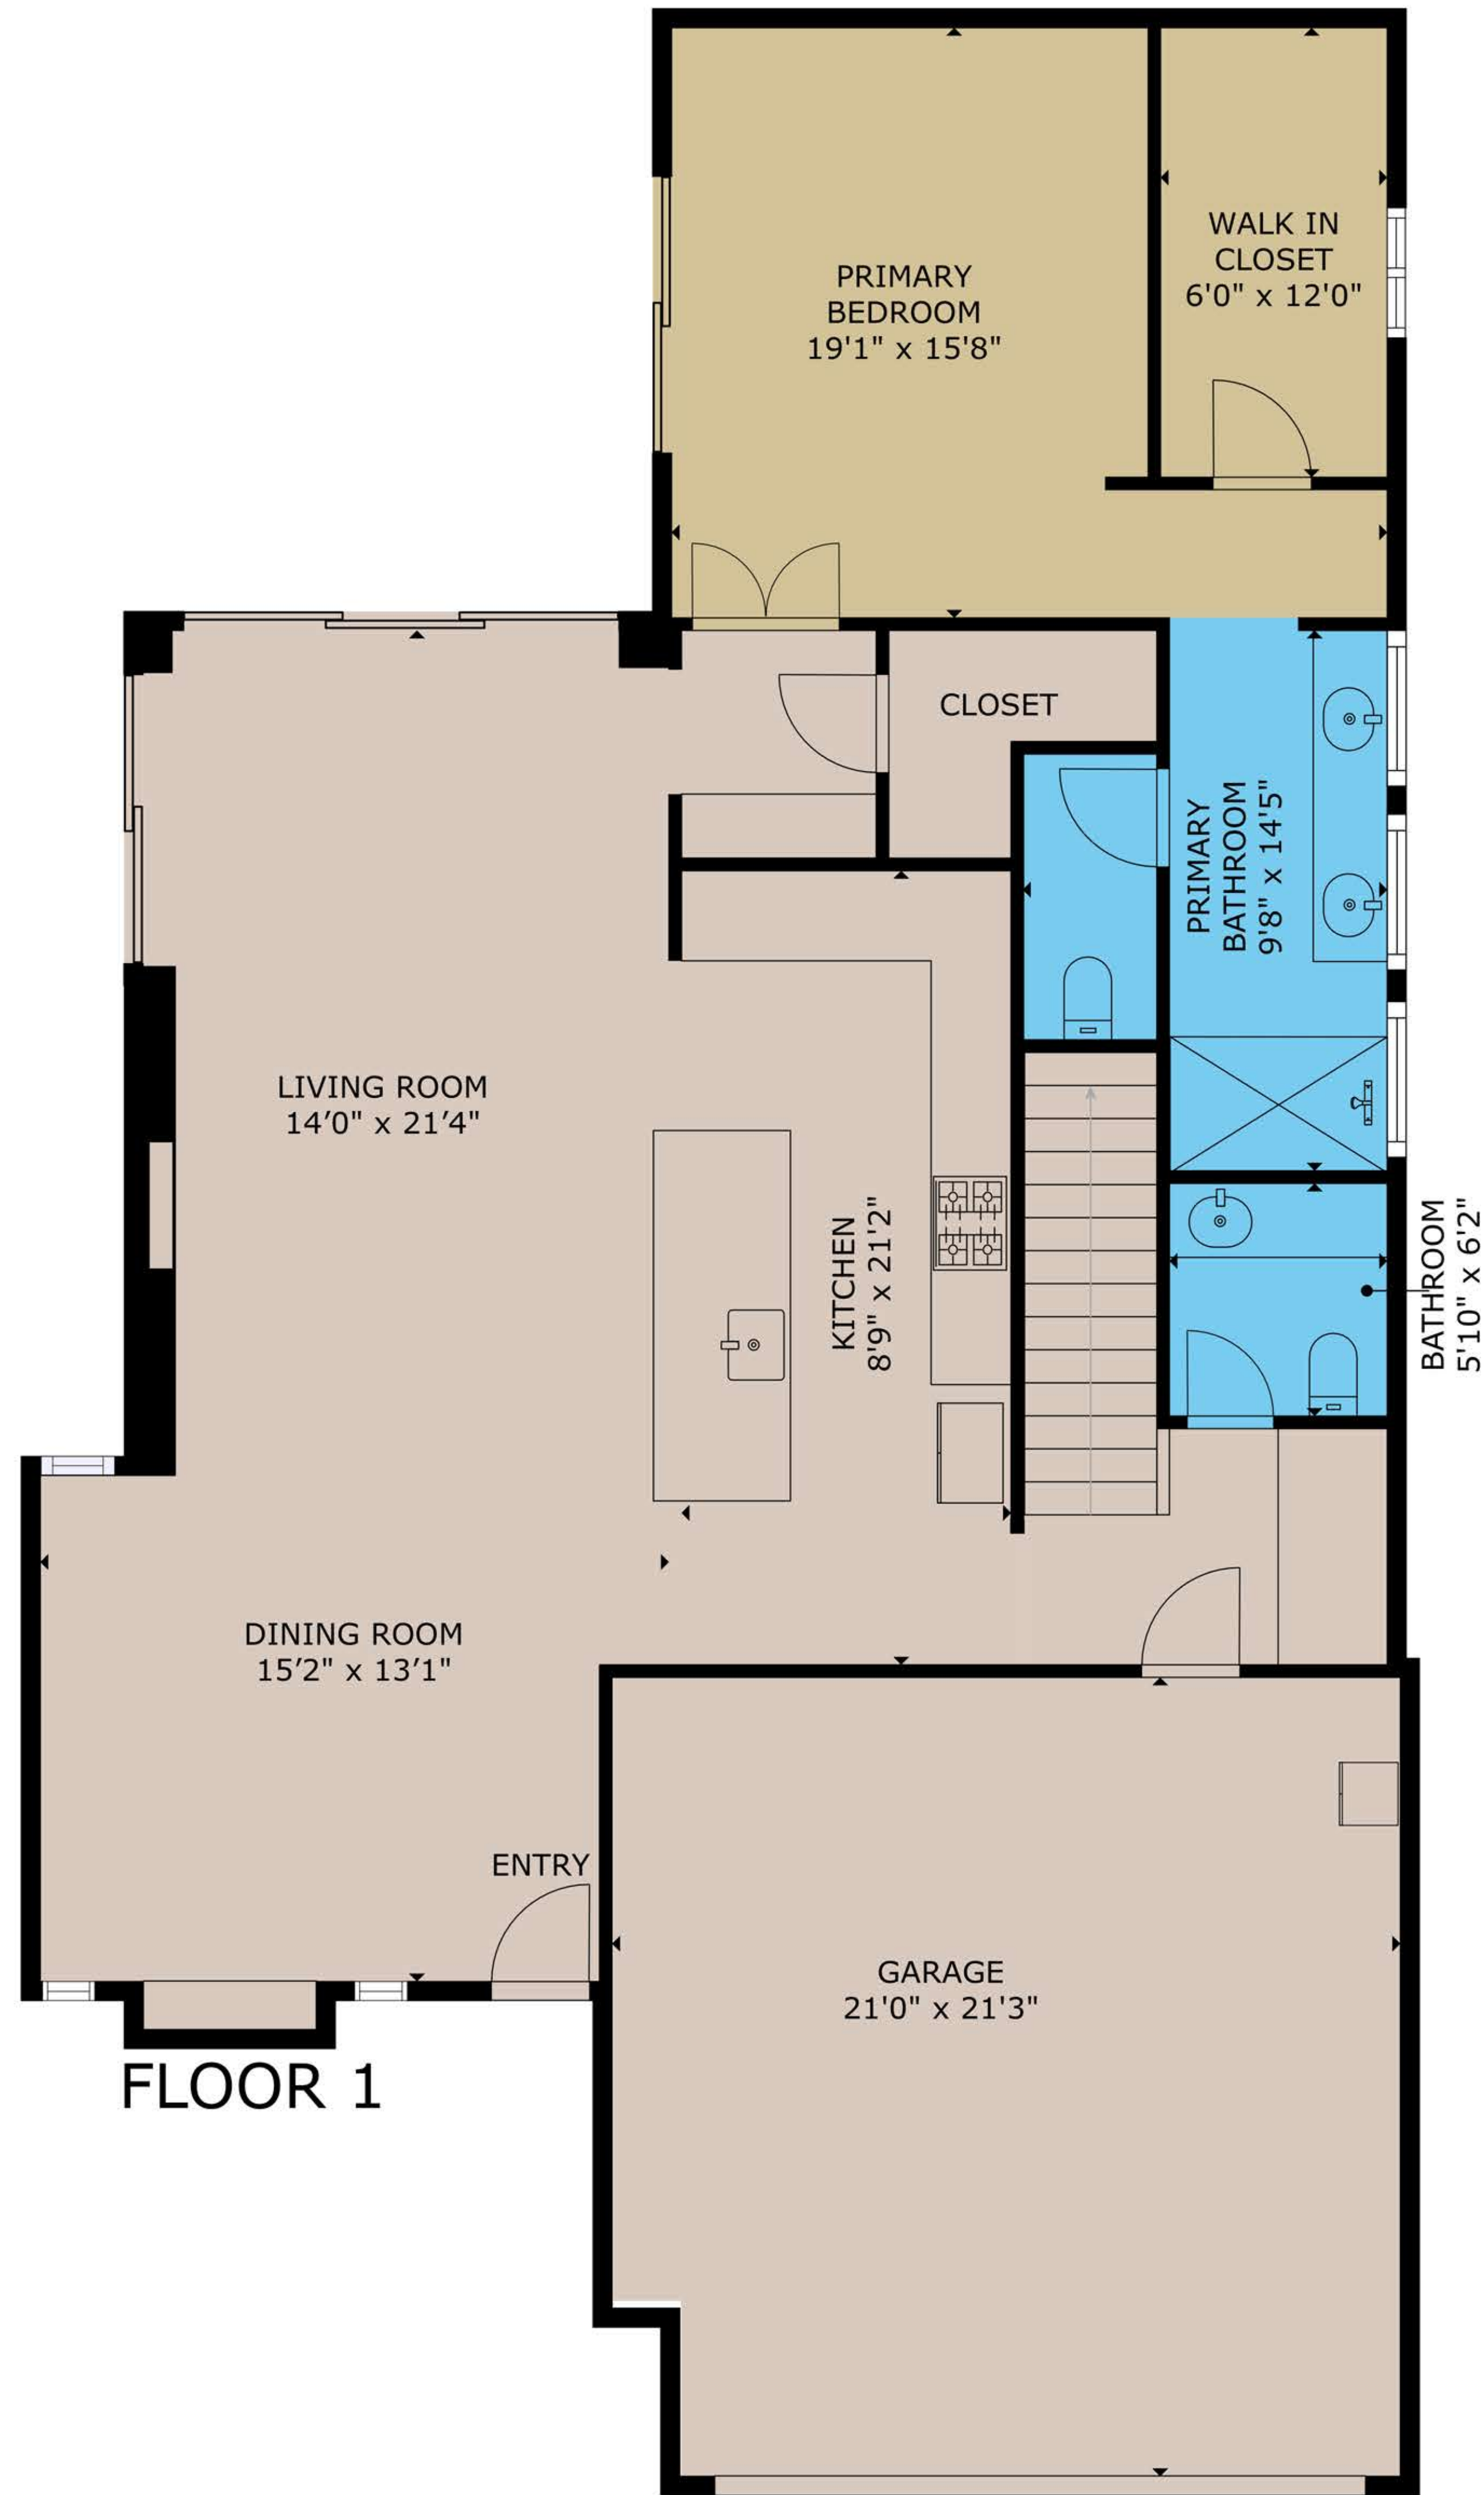 WALK IN
CLOSET
6'0" x 12'0"
PRIMARY
BEDROOM
19'1" x 15'8"
CLOSET
PRIMARY
BATHROOM
9'8" x 14'5"
LIVING ROOM
14'0" x 21'4"
KITCHEN
8'9" x 21'2"
BATHROOM
5'10" x 6'2"
DINING ROOM
15'2" x 13'1"
ENTRY
GARAGE
21'0" x 21'3"
FLOOR 1